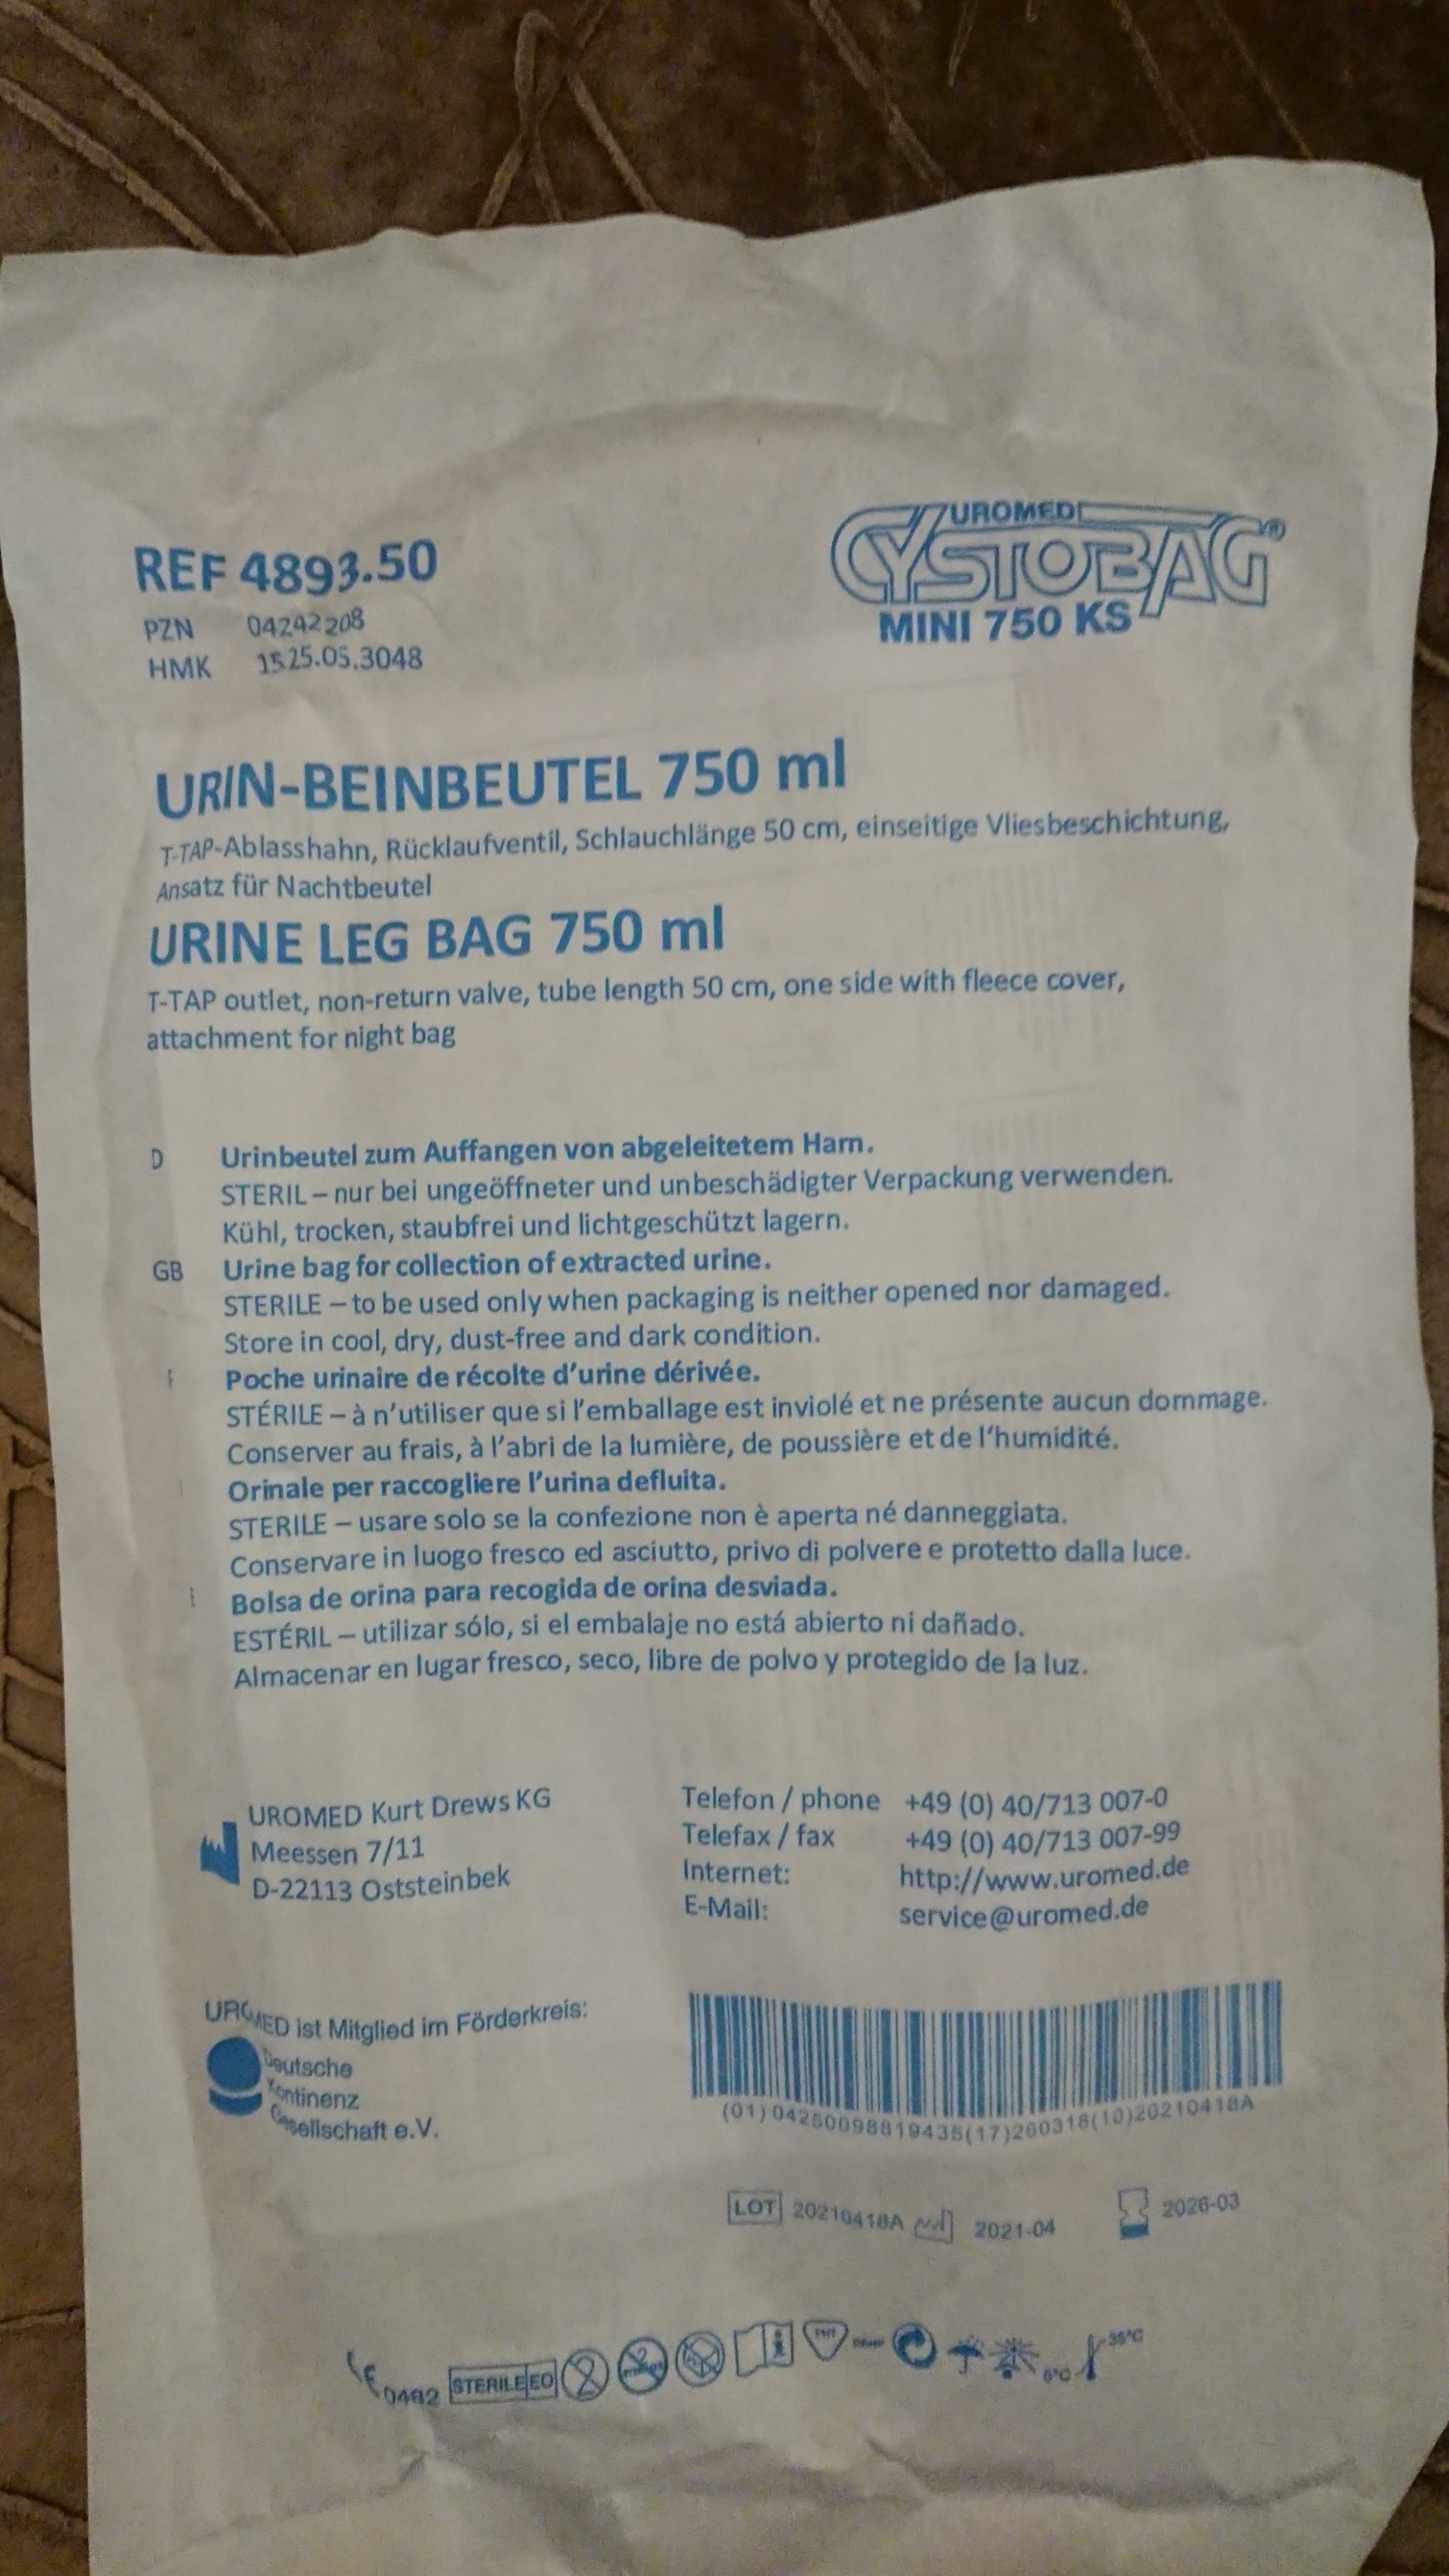 REF 4893.50
PZN 04242208
HMK 1525.05.3048
UROMED
CYSTOBAG®
MINI 750 KS
URIN-BEINBEUTEL 750 ml
T-TAP-Ablasshahn, Rücklaufventil, Schlauchlänge 50 cm, einseitige Vliesbeschichtung,
Ansatz für Nachtbeutel
URINE LEG BAG 750 ml
T-TAP outlet, non-return valve, tube length 50 cm, one side with fleece cover,
attachment for night bag
D Urinbeutel zum Auffangen von abgeleitetem Harn.
STERIL – nur bei ungeöffneter und unbeschädigter Verpackung verwenden.
Kühl, trocken, staubfrei und lichtgeschützt lagern.
GB Urine bag for collection of extracted urine.
STERILE – to be used only when packaging is neither opened nor damaged.
Store in cool, dry, dust-free and dark condition.
F Poche urinaire de récolte d'urine dérivée.
STÉRILE – à n'utiliser que si l'emballage est inviolé et ne présente aucun dommage.
Conserver au frais, à l'abri de la lumière, de poussière et de l'humidité.
Orinale per raccogliere l'urina defluita.
STERILE – usare solo se la confezione non è aperta né danneggiata.
Conservare in luogo fresco ed asciutto, privo di polvere e protetto dalla luce.
Bolsa de orina para recogida de orina desviada.
ESTÉRIL – utilizar sólo, si el embalaje no está abierto ni dañado.
Almacenar en lugar fresco, seco, libre de polvo y protegido de la luz.
UROMED Kurt Drews KG
Meessen 7/11
D-22113 Oststeinbek
Telefon / phone +49 (0) 40/713 007-0
Telefax / fax +49 (0) 40/713 007-99
Internet: http://www.uromed.de
E-Mail: service@uromed.de
UROMED ist Mitglied im Förderkreis:
Deutsche
Kontinenz
Gesellschaft e.V.
(01)04250098819435(17)260318(10)20210418A
LOT 20210418A 2021-04 2026-03
CE 0482 STERILE EO 2 PHT DEHP 5°C 35°C